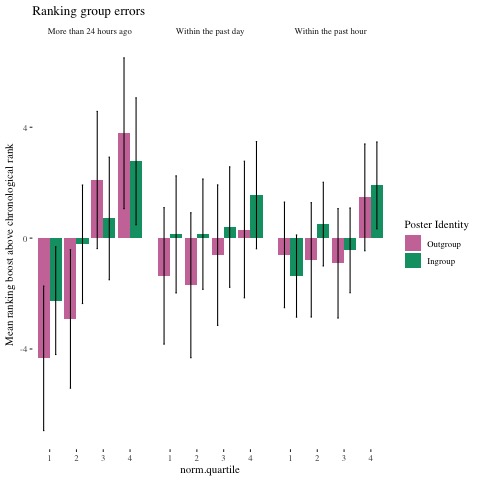 Ranking group errors
More than 24 hours ago
Within the past day
Within the past hour
Mean ranking boost above chronological rank
4
0
-4
1 2 3 4
1 2 3 4
1 2 3 4
norm.quartile
Poster Identity
Outgroup
Ingroup